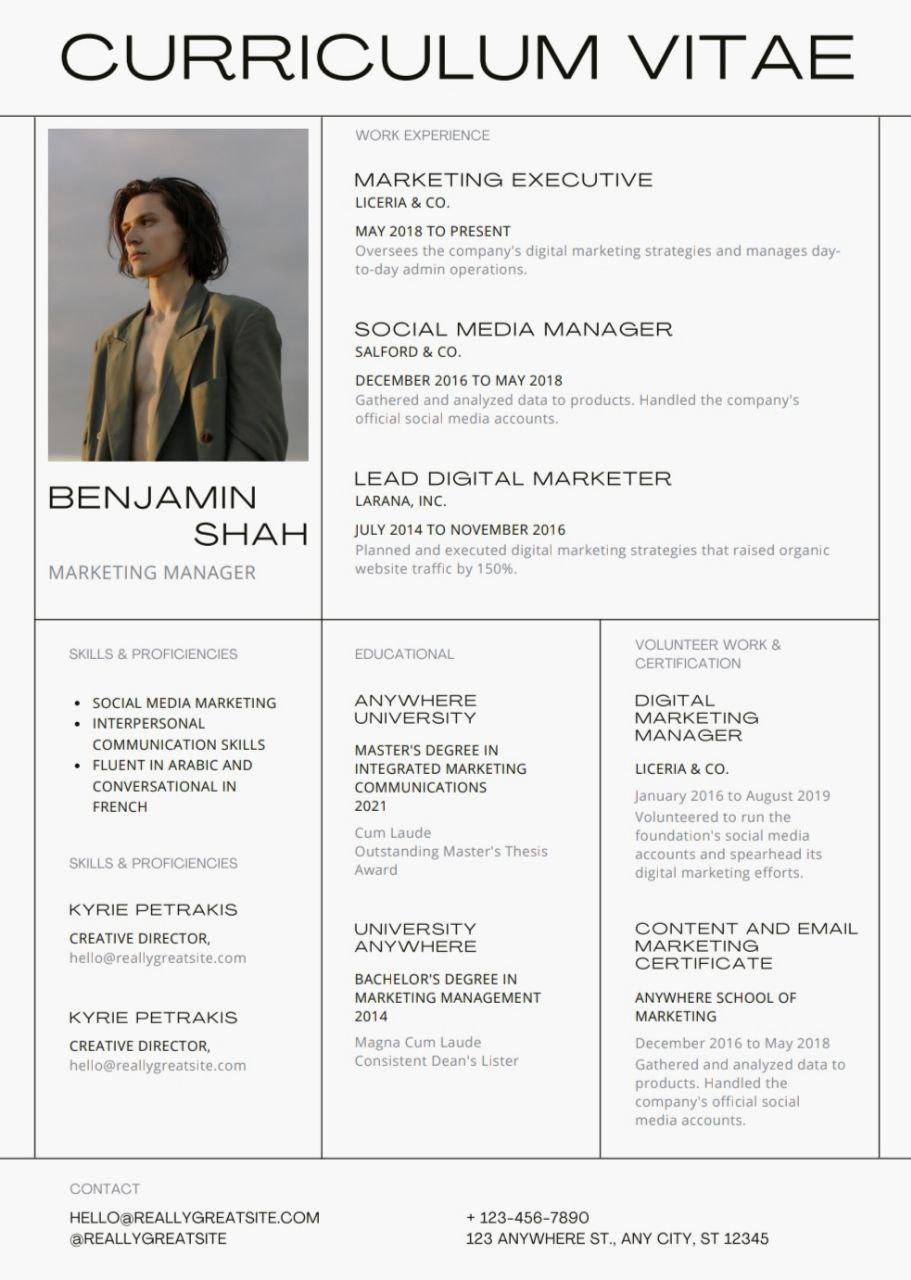 CURRICULUM VITAE
BENJAMIN
SHAH
MARKETING MANAGER
WORK EXPERIENCE
MARKETING EXECUTIVE
LICERIA & CO.
MAY 2018 TO PRESENT
Oversees the company's digital marketing strategies and manages day-
to-day admin operations.
SOCIAL MEDIA MANAGER
SALFORD & CO.
DECEMBER 2016 TO MAY 2018
Gathered and analyzed data to products. Handled the company's
official social media accounts.
LEAD DIGITAL MARKETER
LARANA, INC.
JULY 2014 TO NOVEMBER 2016
Planned and executed digital marketing strategies that raised organic
website traffic by 150%.
SKILLS & PROFICIENCIES
• SOCIAL MEDIA MARKETING
• INTERPERSONAL
COMMUNICATION SKILLS
• FLUENT IN ARABIC AND
CONVERSATIONAL IN
FRENCH
SKILLS & PROFICIENCIES
KYRIE PETRAKIS
CREATIVE DIRECTOR,
hello@reallygreatsite.com
KYRIE PETRAKIS
CREATIVE DIRECTOR,
hello@reallygreatsite.com
EDUCATIONAL
ANYWHERE
UNIVERSITY
MASTER'S DEGREE IN
INTEGRATED MARKETING
COMMUNICATIONS
2021
Cum Laude
Outstanding Master's Thesis
Award
UNIVERSITY
ANYWHERE
BACHELOR'S DEGREE IN
MARKETING MANAGEMENT
2014
Magna Cum Laude
Consistent Dean's Lister
VOLUNTEER WORK &
CERTIFICATION
DIGITAL
MARKETING
MANAGER
LICERIA & CO.
January 2016 to August 2019
Volunteered to run the
foundation's social media
accounts and spearhead its
digital marketing efforts.
CONTENT AND EMAIL
MARKETING
CERTIFICATE
ANYWHERE SCHOOL OF
MARKETING
December 2016 to May 2018
Gathered and analyzed data to
products. Handled the
company's official social
media accounts.
CONTACT
HELLO@REALLYGREATSITE.COM
@REALLYGREATSITE
+ 123-456-7890
123 ANYWHERE ST., ANY CITY, ST 12345